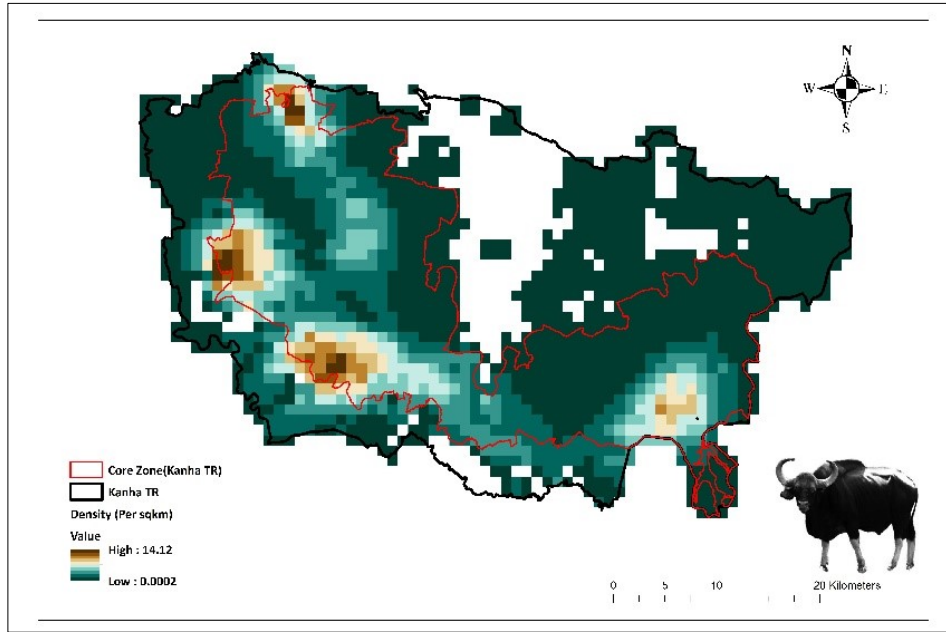 N
W E
S
Core Zone(Kanha TR)
Kanha TR
Density (Per sqkm)
Value
High : 14.12
Low : 0.0002
0 5 10 20 Kilometers